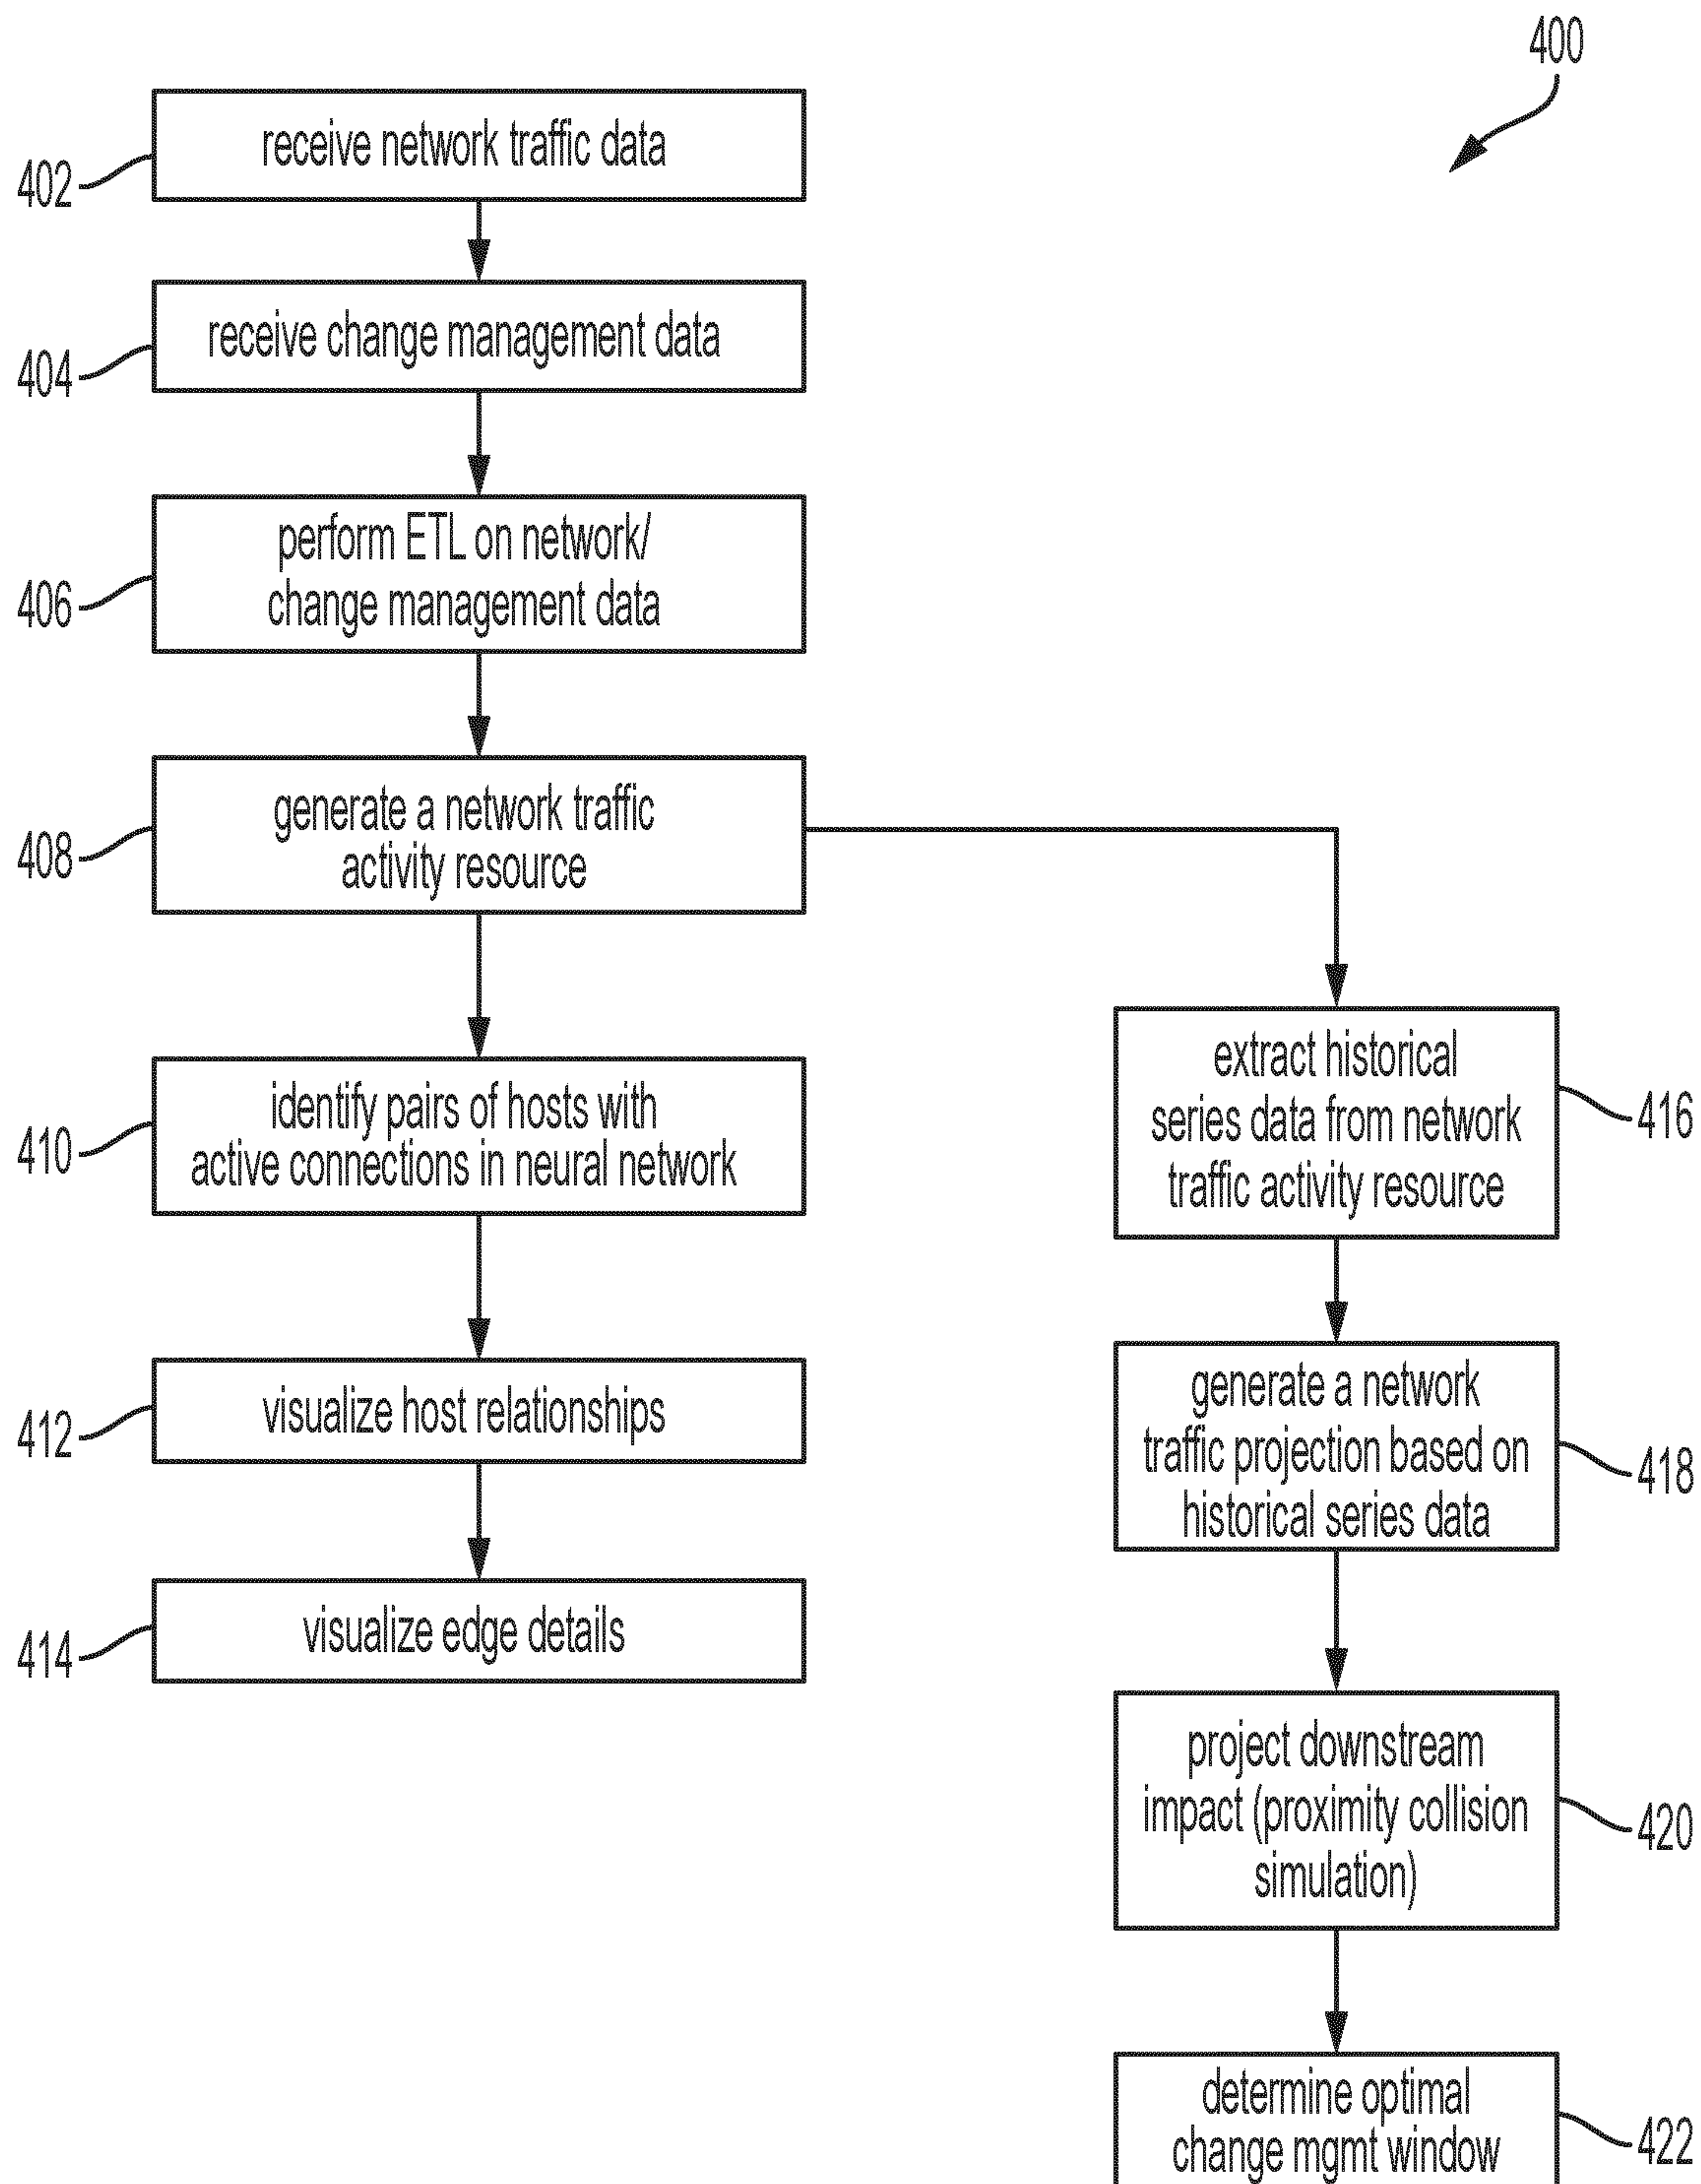 400
402
receive network traffic data
404
receive change management data
406
perform ETL on network/
change management data
408
generate a network traffic
activity resource
410
identify pairs of hosts with
active connections in neural network
412
visualize host relationships
414
visualize edge details
extract historical
series data from network
traffic activity resource
416
generate a network
traffic projection based on
historical series data
418
project downstream
impact (proximity collision
simulation)
420
determine optimal
change mgmt window
422